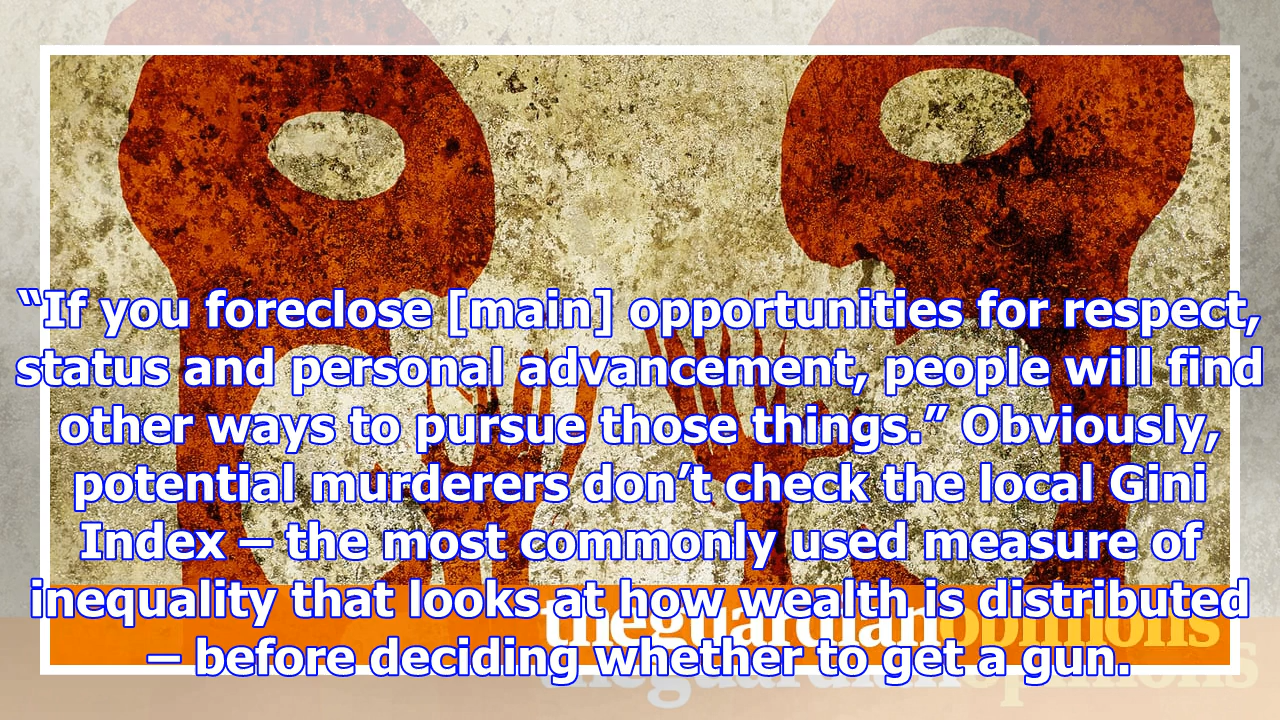 “If you foreclose [main] opportunities for respect,
status and personal advancement, people will find
other ways to pursue those things.” Obviously,
potential murderers don’t check the local Gini
Index – the most commonly used measure of
inequality that looks at how wealth is distributed
– before deciding whether to get a gun.
theguardianopinions
theguardianopinions